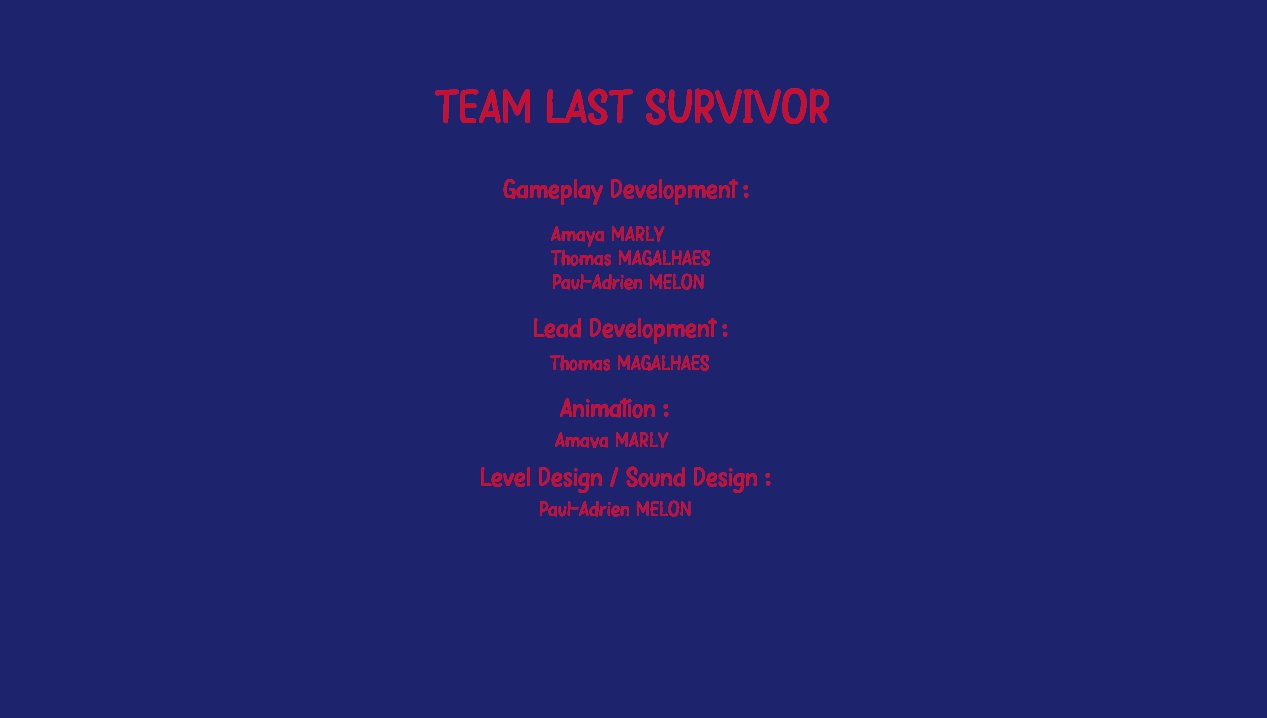 TEAM LAST SURVIVOR
Gameplay Development :
Amaya MARLY
Thomas MAGALHAES
Paul-Adrien MELON
Lead Development :
Thomas MAGALHAES
Animation :
Amaya MARLY
Level Design / Sound Design :
Paul-Adrien MELON